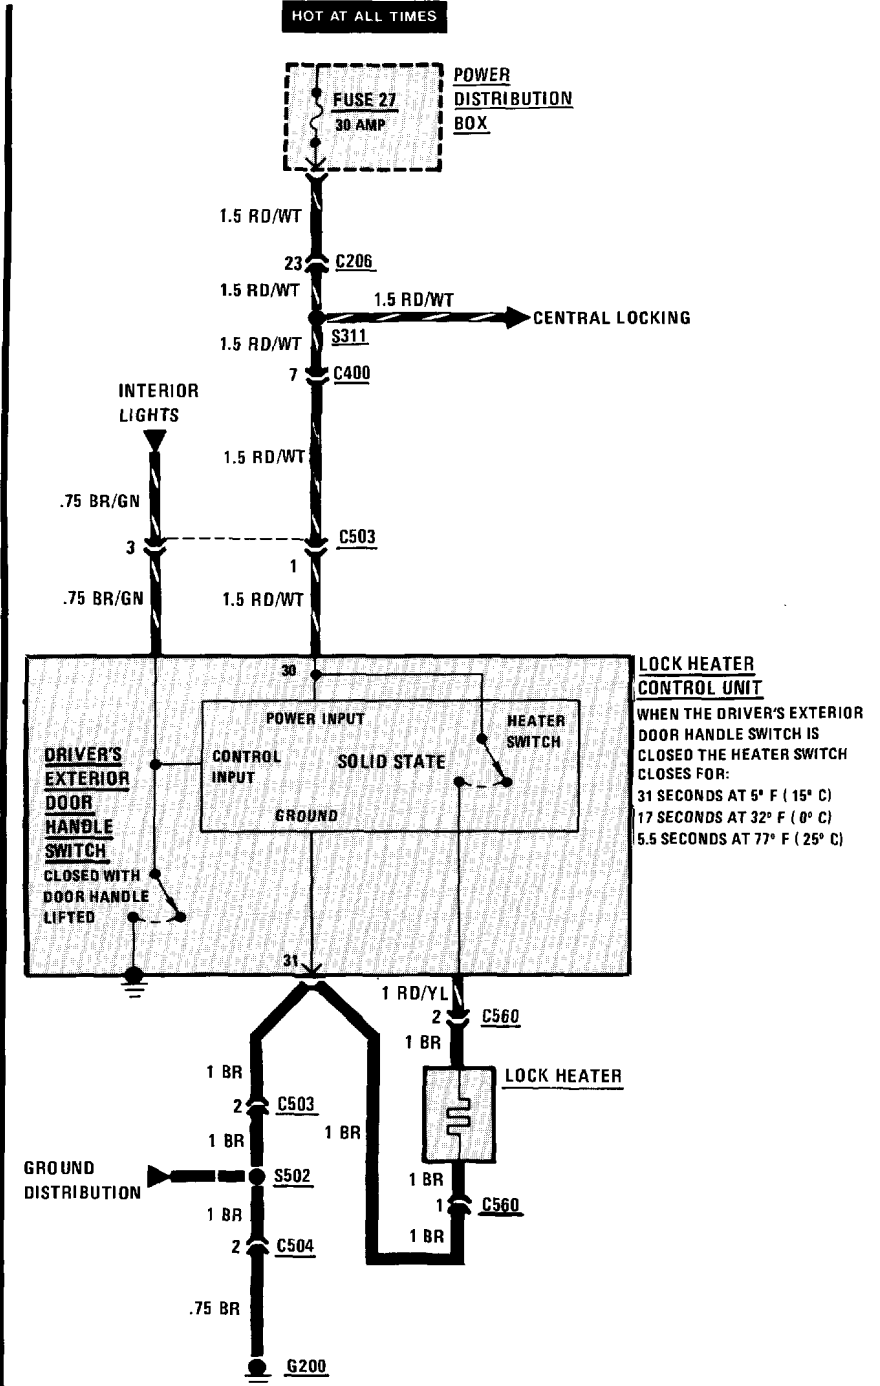 HOT AT ALL TIMES
POWER
DISTRIBUTION
BOX
FUSE 27
30 AMP
1.5 RD/WT
23
C206
1.5 RD/WT
1.5 RD/WT
CENTRAL LOCKING
S311
1.5 RD/WT
7
C400
INTERIOR
LIGHTS
1.5 RD/WT
.75 BR/GN
C503
3
1
.75 BR/GN
1.5 RD/WT
30
LOCK HEATER
CONTROL UNIT
WHEN THE DRIVER'S EXTERIOR
DOOR HANDLE SWITCH IS
CLOSED THE HEATER SWITCH
CLOSES FOR:
31 SECONDS AT 5° F ( 15° C)
17 SECONDS AT 32° F ( 0° C)
5.5 SECONDS AT 77° F ( 25° C)
POWER INPUT
HEATER
SWITCH
CONTROL
INPUT
SOLID STATE
GROUND
DRIVER'S
EXTERIOR
DOOR
HANDLE
SWITCH
CLOSED WITH
DOOR HANDLE
LIFTED
31
1 RD/YL
2
C560
1 BR
LOCK HEATER
1 BR
2
C503
1 BR
1 BR
GROUND
DISTRIBUTION
S502
1 BR
1
C560
1 BR
1 BR
2
C504
.75 BR
G200